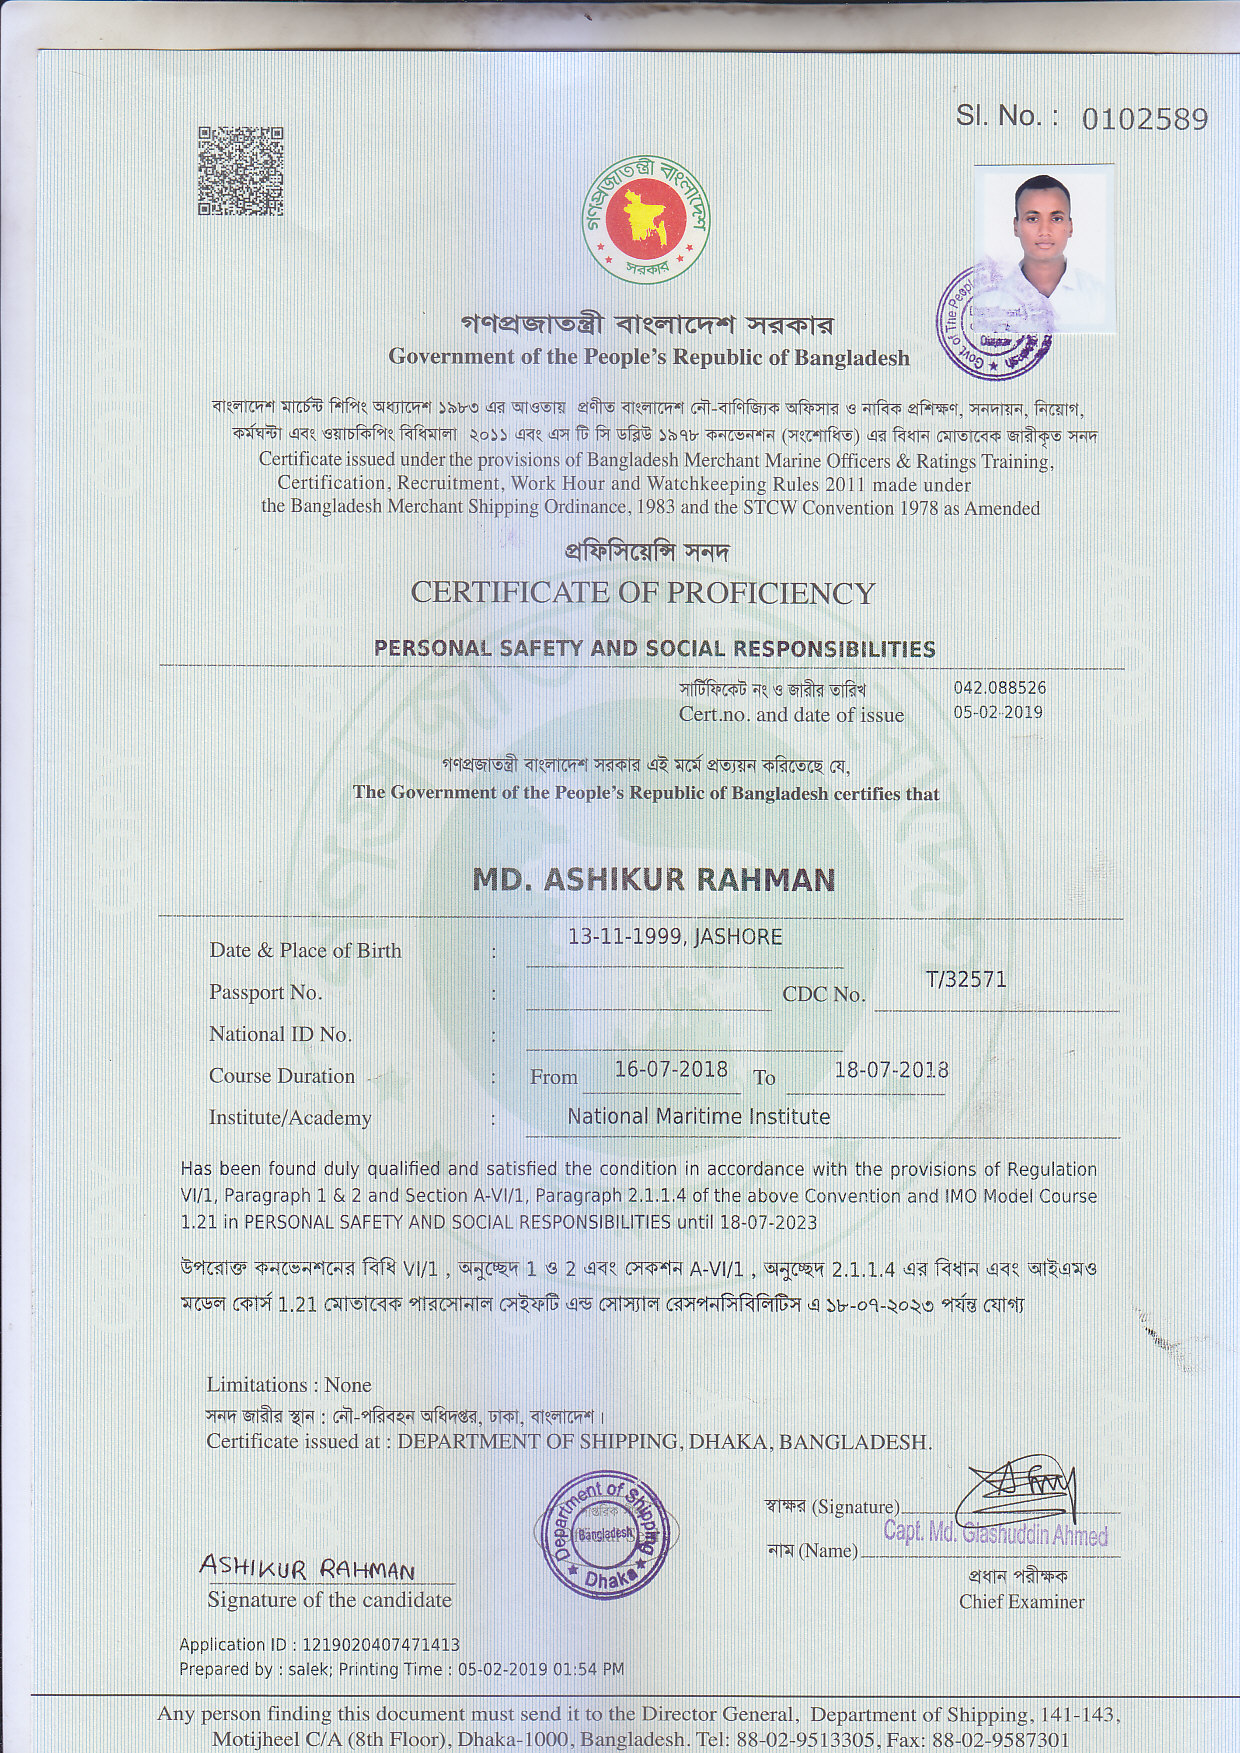 Sl. No. : 0102589
গণপ্রজাতন্ত্রী বাংলাদেশ
সরকার
Govt. of The People
গণপ্রজাতন্ত্রী বাংলাদেশ সরকার
Government of the People's Republic of Bangladesh
বাংলাদেশ মার্চেন্ট শিপিং অধ্যাদেশ ১৯৮৩ এর আওতায় প্রণীত বাংলাদেশ নৌ-বাণিজ্যিক অফিসার ও নাবিক প্রশিক্ষণ, সনদায়ন, নিয়োগ,
কর্মঘন্টা এবং ওয়াচকিপিং বিধিমালা ২০১১ এবং এস টি সি ডব্লিউ ১৯৭৮ কনভেনশন (সংশোধিত) এর বিধান মোতাবেক জারীকৃত সনদ
Certificate issued under the provisions of Bangladesh Merchant Marine Officers & Ratings Training,
Certification, Recruitment, Work Hour and Watchkeeping Rules 2011 made under
the Bangladesh Merchant Shipping Ordinance, 1983 and the STCW Convention 1978 as Amended
প্রফিসিয়েন্সি সনদ
CERTIFICATE OF PROFICIENCY
PERSONAL SAFETY AND SOCIAL RESPONSIBILITIES
সার্টিফিকেট নং ও জারীর তারিখ 042.088526
Cert.no. and date of issue 05-02-2019
গণপ্রজাতন্ত্রী বাংলাদেশ সরকার এই মর্মে প্রত্যয়ন করিতেছে যে,
The Government of the People's Republic of Bangladesh certifies that
MD. ASHIKUR RAHMAN
Date & Place of Birth : 13-11-1999, JASHORE
Passport No. : CDC No. T/32571
National ID No. :
Course Duration : From 16-07-2018 To 18-07-2018
Institute/Academy : National Maritime Institute
Has been found duly qualified and satisfied the condition in accordance with the provisions of Regulation
VI/1, Paragraph 1 & 2 and Section A-VI/1, Paragraph 2.1.1.4 of the above Convention and IMO Model Course
1.21 in PERSONAL SAFETY AND SOCIAL RESPONSIBILITIES until 18-07-2023
উপরোক্ত কনভেনশনের বিধি VI/1 , অনুচ্ছেদ 1 ও 2 এবং সেকশন A-VI/1 , অনুচ্ছেদ 2.1.1.4 এর বিধান এবং আইএমও
মডেল কোর্স 1.21 মোতাবেক পারসোনাল সেইফটি এন্ড সোস্যাল রেসপনসিবিলিটিস এ ১৮-০৭-২০২৩ পর্যন্ত যোগ্য
Limitations : None
সনদ জারীর স্থান : নৌ-পরিবহন অধিদপ্তর, ঢাকা, বাংলাদেশ।
Certificate issued at : DEPARTMENT OF SHIPPING, DHAKA, BANGLADESH.
Department of Shipping
Bangladesh
Dhaka
স্বাক্ষর (Signature)
Capt. Md. Giashuddin Ahmed
নাম (Name)
প্রধান পরীক্ষক
Chief Examiner
ASHIKUR RAHMAN
Signature of the candidate
Application ID : 1219020407471413
Prepared by : salek; Printing Time : 05-02-2019 01:54 PM
Any person finding this document must send it to the Director General, Department of Shipping, 141-143,
Motijheel C/A (8th Floor), Dhaka-1000, Bangladesh. Tel: 88-02-9513305, Fax: 88-02-9587301